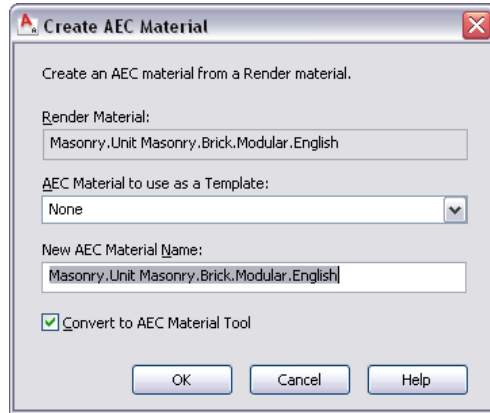 Create AEC Material
Create an AEC material from a Render material.
Render Material:
Masonry.Unit Masonry.Brick.Modular.English
AEC Material to use as a Template:
None
New AEC Material Name:
Masonry.Unit Masonry.Brick.Modular.English
Convert to AEC Material Tool
OK Cancel Help